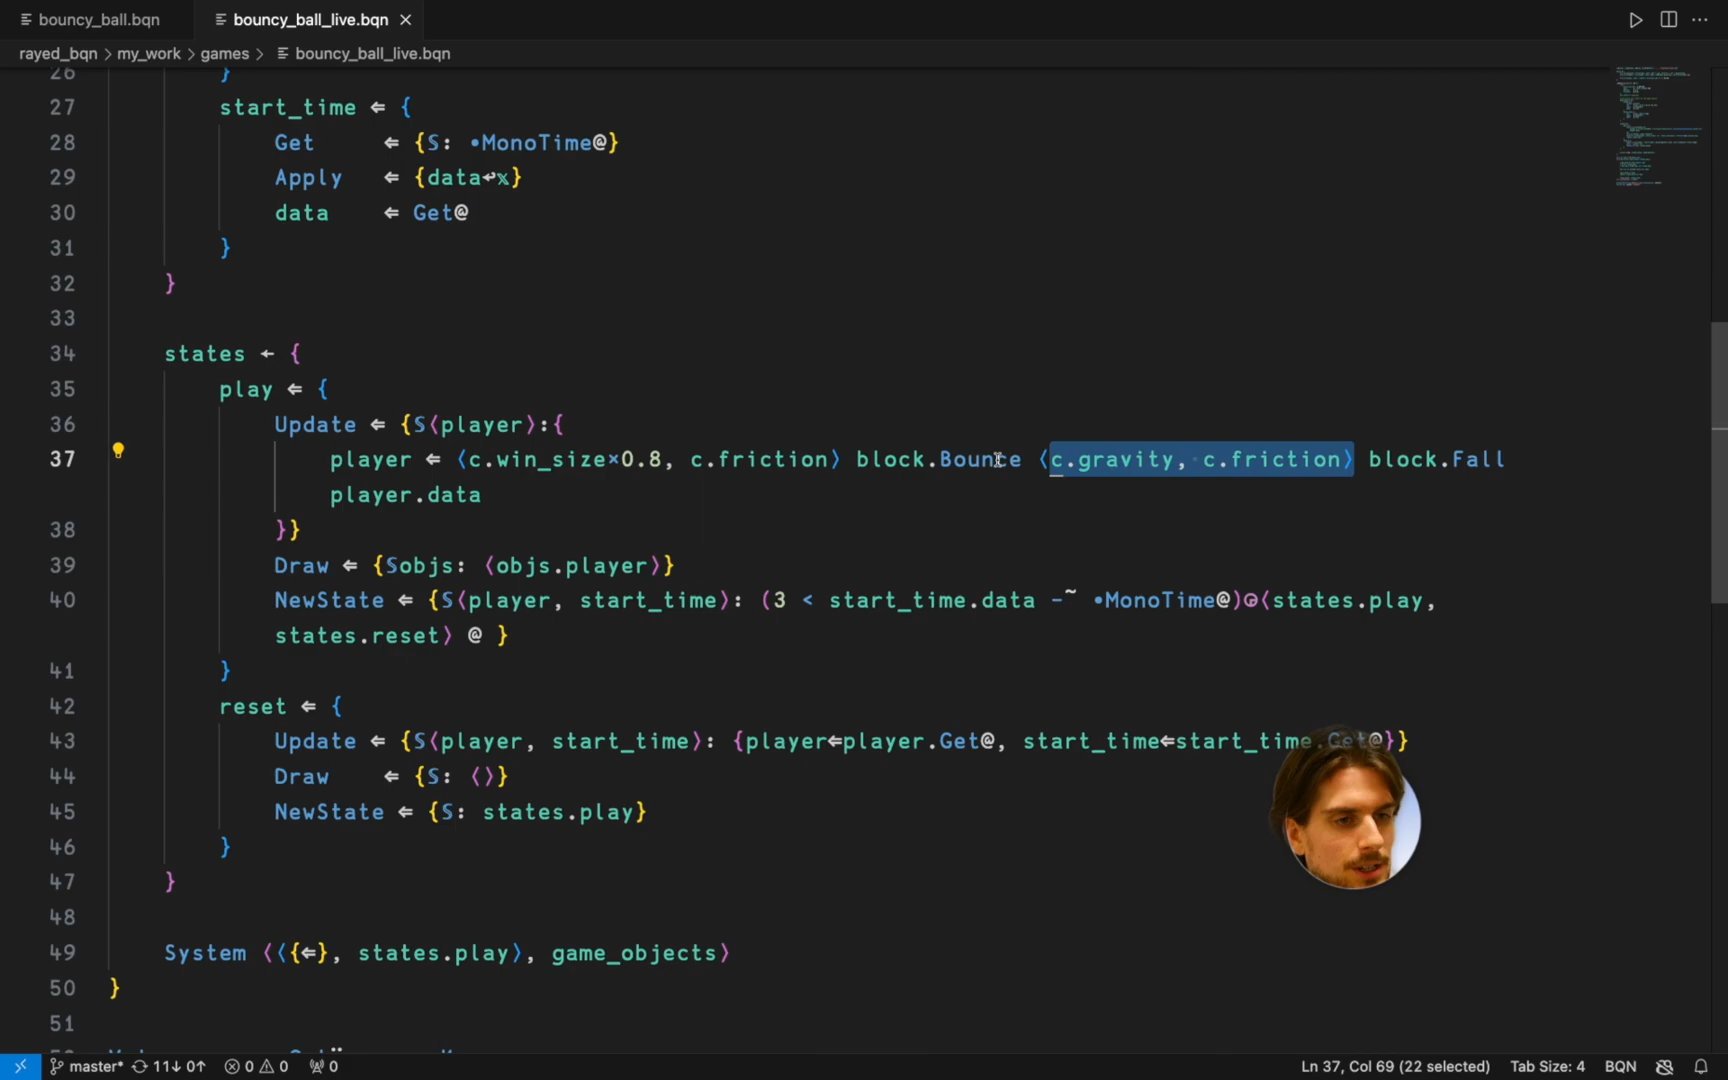 bouncy_ball.bqn
bouncy_ball_live.bqn
rayed_bqn > my_work > games > bouncy_ball_live.bqn
26 }
27 start_time ⇐ {
28 Get ⇐ {𝕊: •MonoTime@}
29 Apply ⇐ {data↩𝕩}
30 data ⇐ Get@
31 }
32 }
33
34 states ← {
35 play ⇐ {
36 Update ⇐ {𝕊⟨player⟩:{
37 player ⇐ ⟨c.win_size×0.8, c.friction⟩ block.Bounce ⟨c.gravity, c.friction⟩ block.Fall
player.data
38 }}
39 Draw ⇐ {𝕊objs: ⟨objs.player⟩}
40 NewState ⇐ {𝕊⟨player, start_time⟩: (3 < start_time.data -˜ •MonoTime@)⊙⟨states.play,
states.reset⟩ @ }
41 }
42 reset ⇐ {
43 Update ⇐ {𝕊⟨player, start_time⟩: {player⇐player.Get@, start_time⇐start_time.Get@}}
44 Draw ⇐ {𝕊: ⟨⟩}
45 NewState ⇐ {𝕊: states.play}
46 }
47 }
48
49 System ⟨⟨{⇐}, states.play⟩, game_objects⟩
50 }
51
master* 11↓ 0↑ 0 0 0 Ln 37, Col 69 (22 selected) Tab Size: 4 BQN